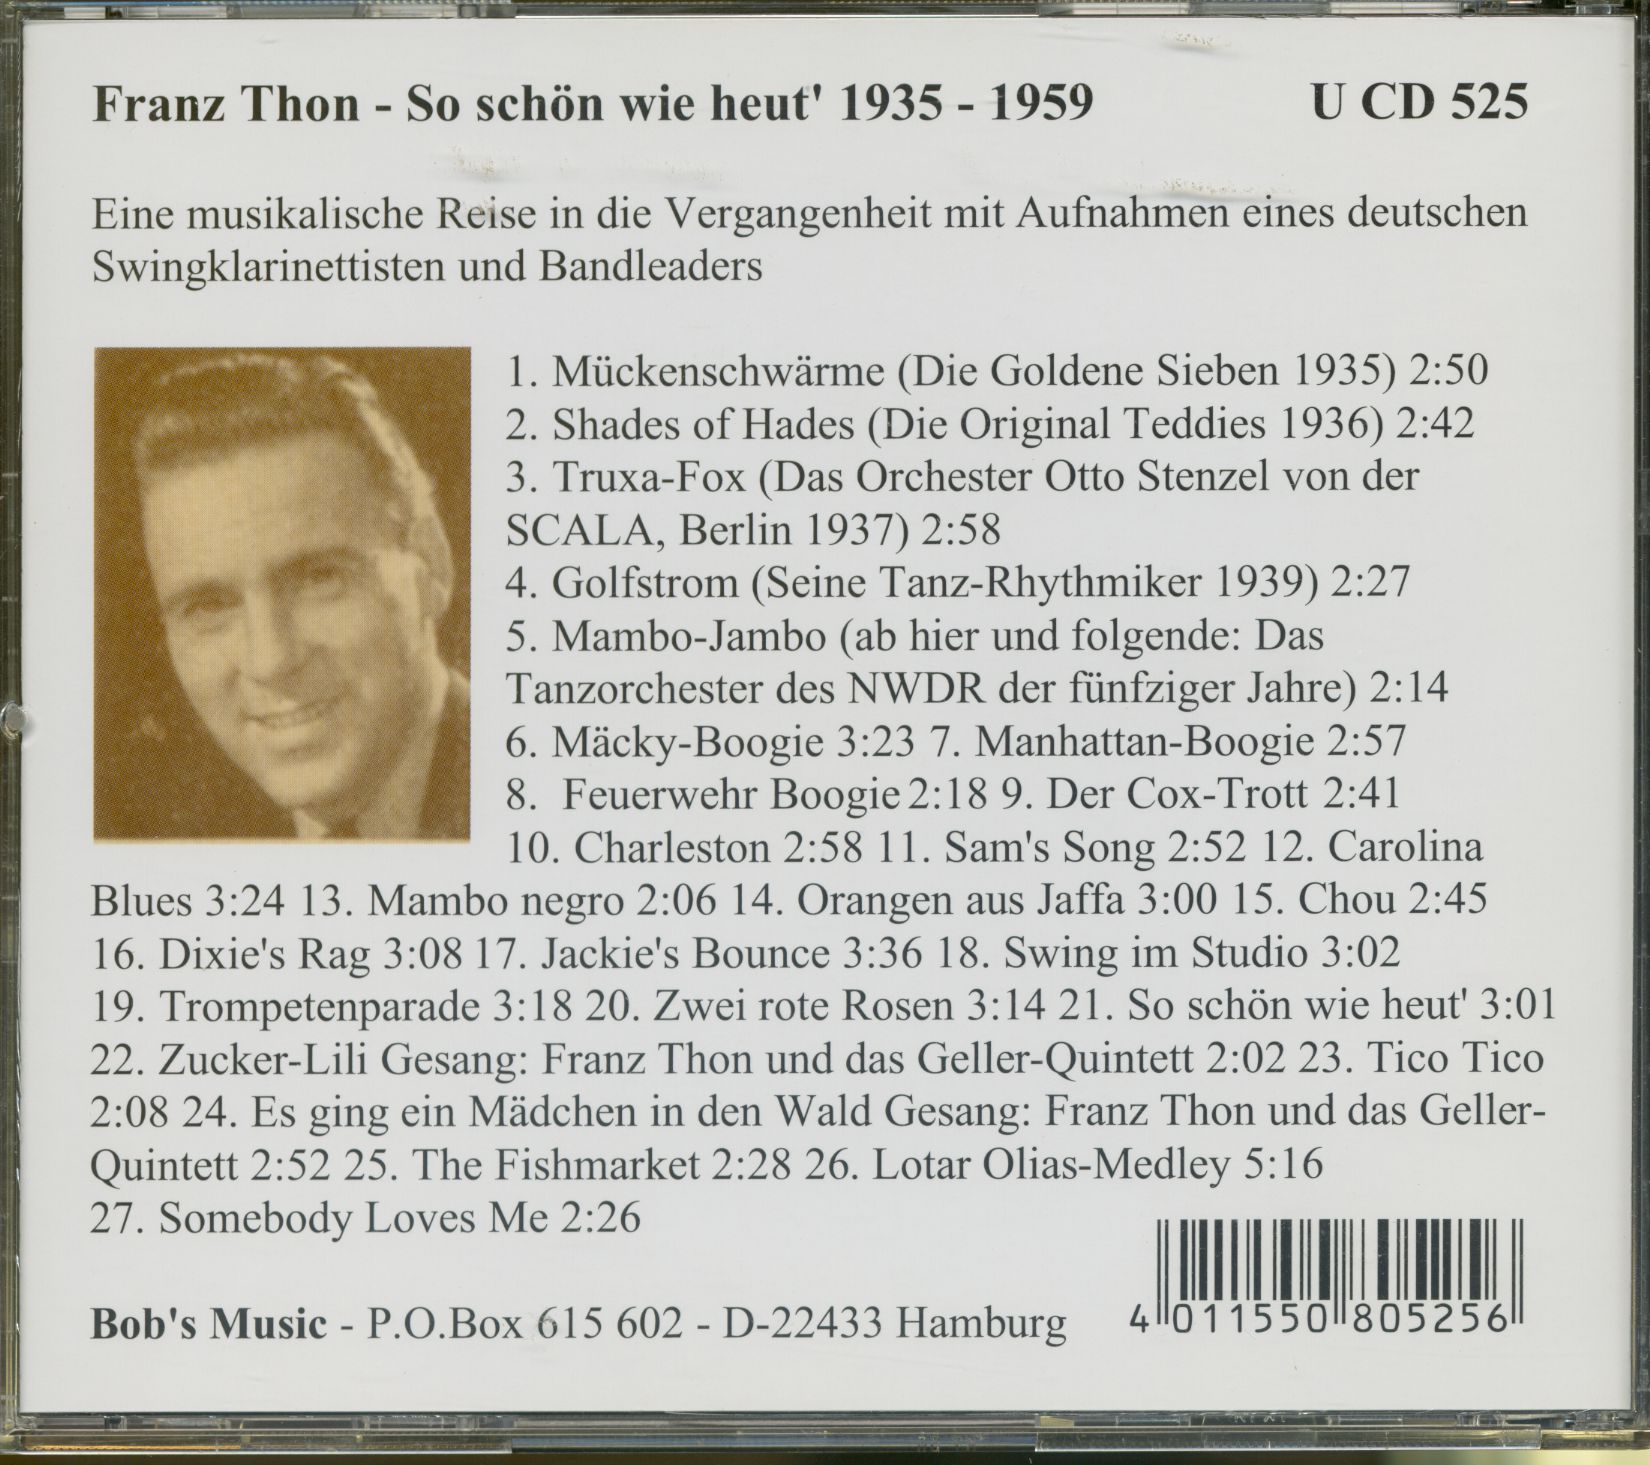 Franz Thon - So schön wie heut' 1935 - 1959 U CD 525
Eine musikalische Reise in die Vergangenheit mit Aufnahmen eines deutschen
Swingklarinettisten und Bandleaders
1. Mückenschwärme (Die Goldene Sieben 1935) 2:50
2. Shades of Hades (Die Original Teddies 1936) 2:42
3. Truxa-Fox (Das Orchester Otto Stenzel von der
SCALA, Berlin 1937) 2:58
4. Golfstrom (Seine Tanz-Rhythmiker 1939) 2:27
5. Mambo-Jambo (ab hier und folgende: Das
Tanzorchester des NWDR der fünfziger Jahre) 2:14
6. Mäcky-Boogie 3:23 7. Manhattan-Boogie 2:57
8. Feuerwehr Boogie 2:18 9. Der Cox-Trott 2:41
10. Charleston 2:58 11. Sam's Song 2:52 12. Carolina
Blues 3:24 13. Mambo negro 2:06 14. Orangen aus Jaffa 3:00 15. Chou 2:45
16. Dixie's Rag 3:08 17. Jackie's Bounce 3:36 18. Swing im Studio 3:02
19. Trompetenparade 3:18 20. Zwei rote Rosen 3:14 21. So schön wie heut' 3:01
22. Zucker-Lili Gesang: Franz Thon und das Geller-Quintett 2:02 23. Tico Tico
2:08 24. Es ging ein Mädchen in den Wald Gesang: Franz Thon und das Geller-
Quintett 2:52 25. The Fishmarket 2:28 26. Lotar Olias-Medley 5:16
27. Somebody Loves Me 2:26
Bob's Music - P.O.Box 615 602 - D-22433 Hamburg
4 011550 805256